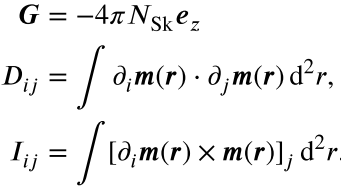 𝑮 = −4πN_Sk 𝒆_z
D_ij = ∫ ∂_i 𝒎(𝒓) · ∂_j 𝒎(𝒓) d²r,
I_ij = ∫ [∂_i 𝒎(𝒓) × 𝒎(𝒓)]_j d²r.